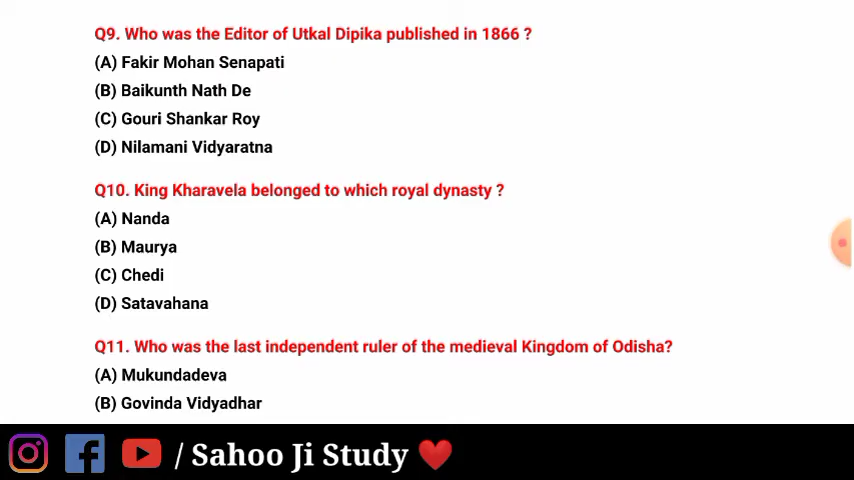 Q9. Who was the Editor of Utkal Dipika published in 1866 ?
(A) Fakir Mohan Senapati
(B) Baikunth Nath De
(C) Gouri Shankar Roy
(D) Nilamani Vidyaratna
Q10. King Kharavela belonged to which royal dynasty ?
(A) Nanda
(B) Maurya
(C) Chedi
(D) Satavahana
Q11. Who was the last independent ruler of the medieval Kingdom of Odisha?
(A) Mukundadeva
(B) Govinda Vidyadhar
/ Sahoo Ji Study ❤️